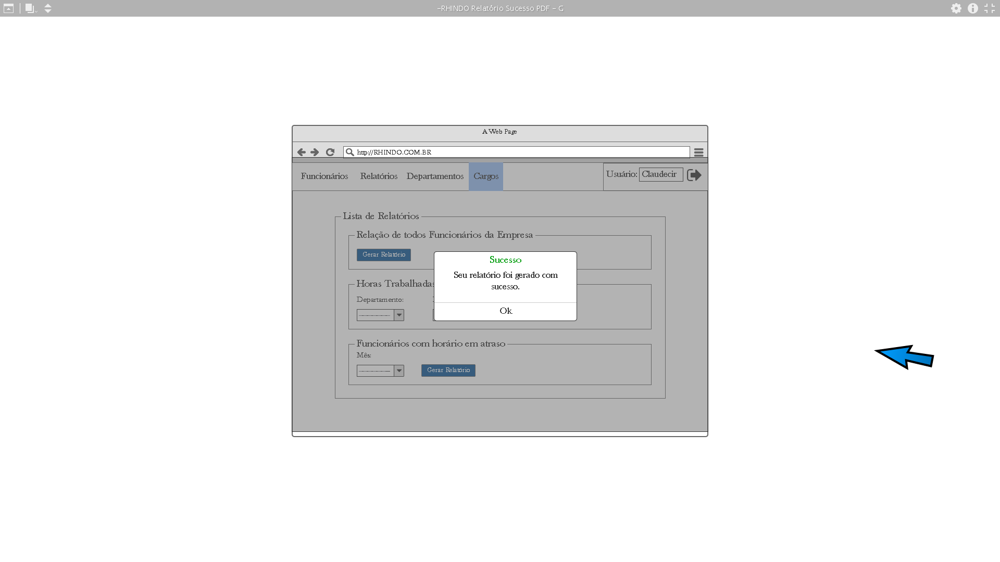 -RHINDO Relatório Sucesso PDF - G
A Web Page
http://RHINDO.COM.BR
Funcionários Relatórios Departamentos Cargos Usuário: Claudecir
Lista de Relatórios
Relação de todos Funcionários da Empresa
Gerar Relatório
Sucesso
Seu relatório foi gerado com
sucesso.
Ok
Horas Trabalhadas
Departamento:
Funcionários com horário em atraso
Mês:
Gerar Relatório